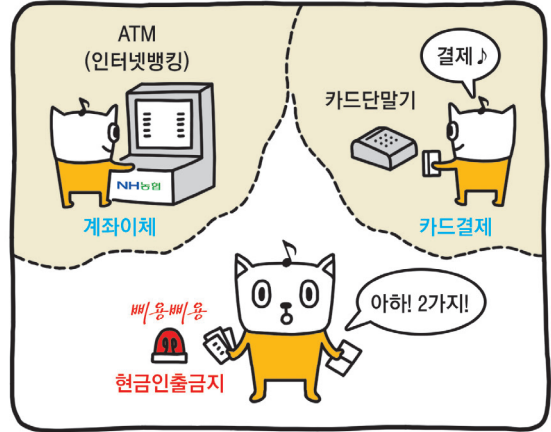 ATM
(인터넷뱅킹)
NH농협
계좌이체
결제♪
카드단말기
카드결제
삐용삐용
현금인출금지
아하! 2가지!